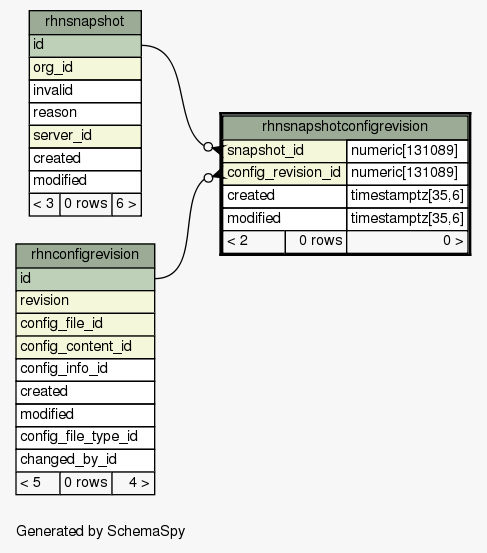 rhnsnapshot
id
org_id
invalid
reason
server_id
created
modified
< 3 0 rows 6 >
rhnsnapshotconfigrevision
snapshot_id numeric[131089]
config_revision_id numeric[131089]
created timestamptz[35,6]
modified timestamptz[35,6]
< 2 0 rows 0 >
rhnconfigrevision
id
revision
config_file_id
config_content_id
config_info_id
created
modified
config_file_type_id
changed_by_id
< 5 0 rows 4 >
Generated by SchemaSpy